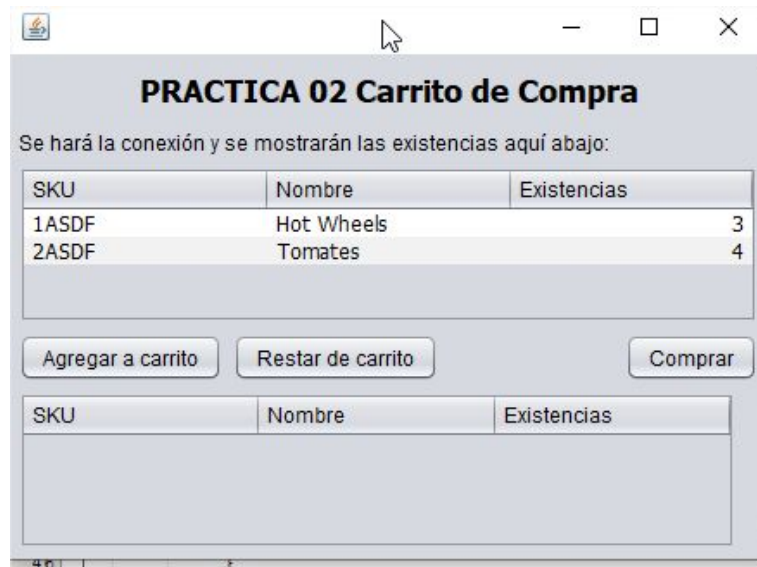 PRACTICA 02 Carrito de Compra
Se hará la conexión y se mostrarán las existencias aquí abajo:
SKU Nombre Existencias
1ASDF Hot Wheels 3
2ASDF Tomates 4
Agregar a carrito Restar de carrito Comprar
SKU Nombre Existencias